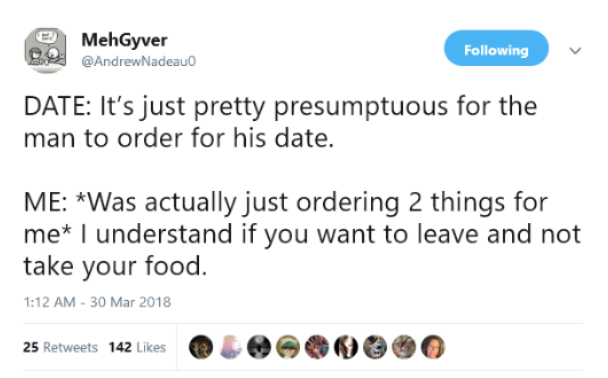 MehGyver
@AndrewNadeau0
Following
DATE: It's just pretty presumptuous for the
man to order for his date.
ME: *Was actually just ordering 2 things for
me* I understand if you want to leave and not
take your food.
1:12 AM - 30 Mar 2018
25 Retweets 142 Likes